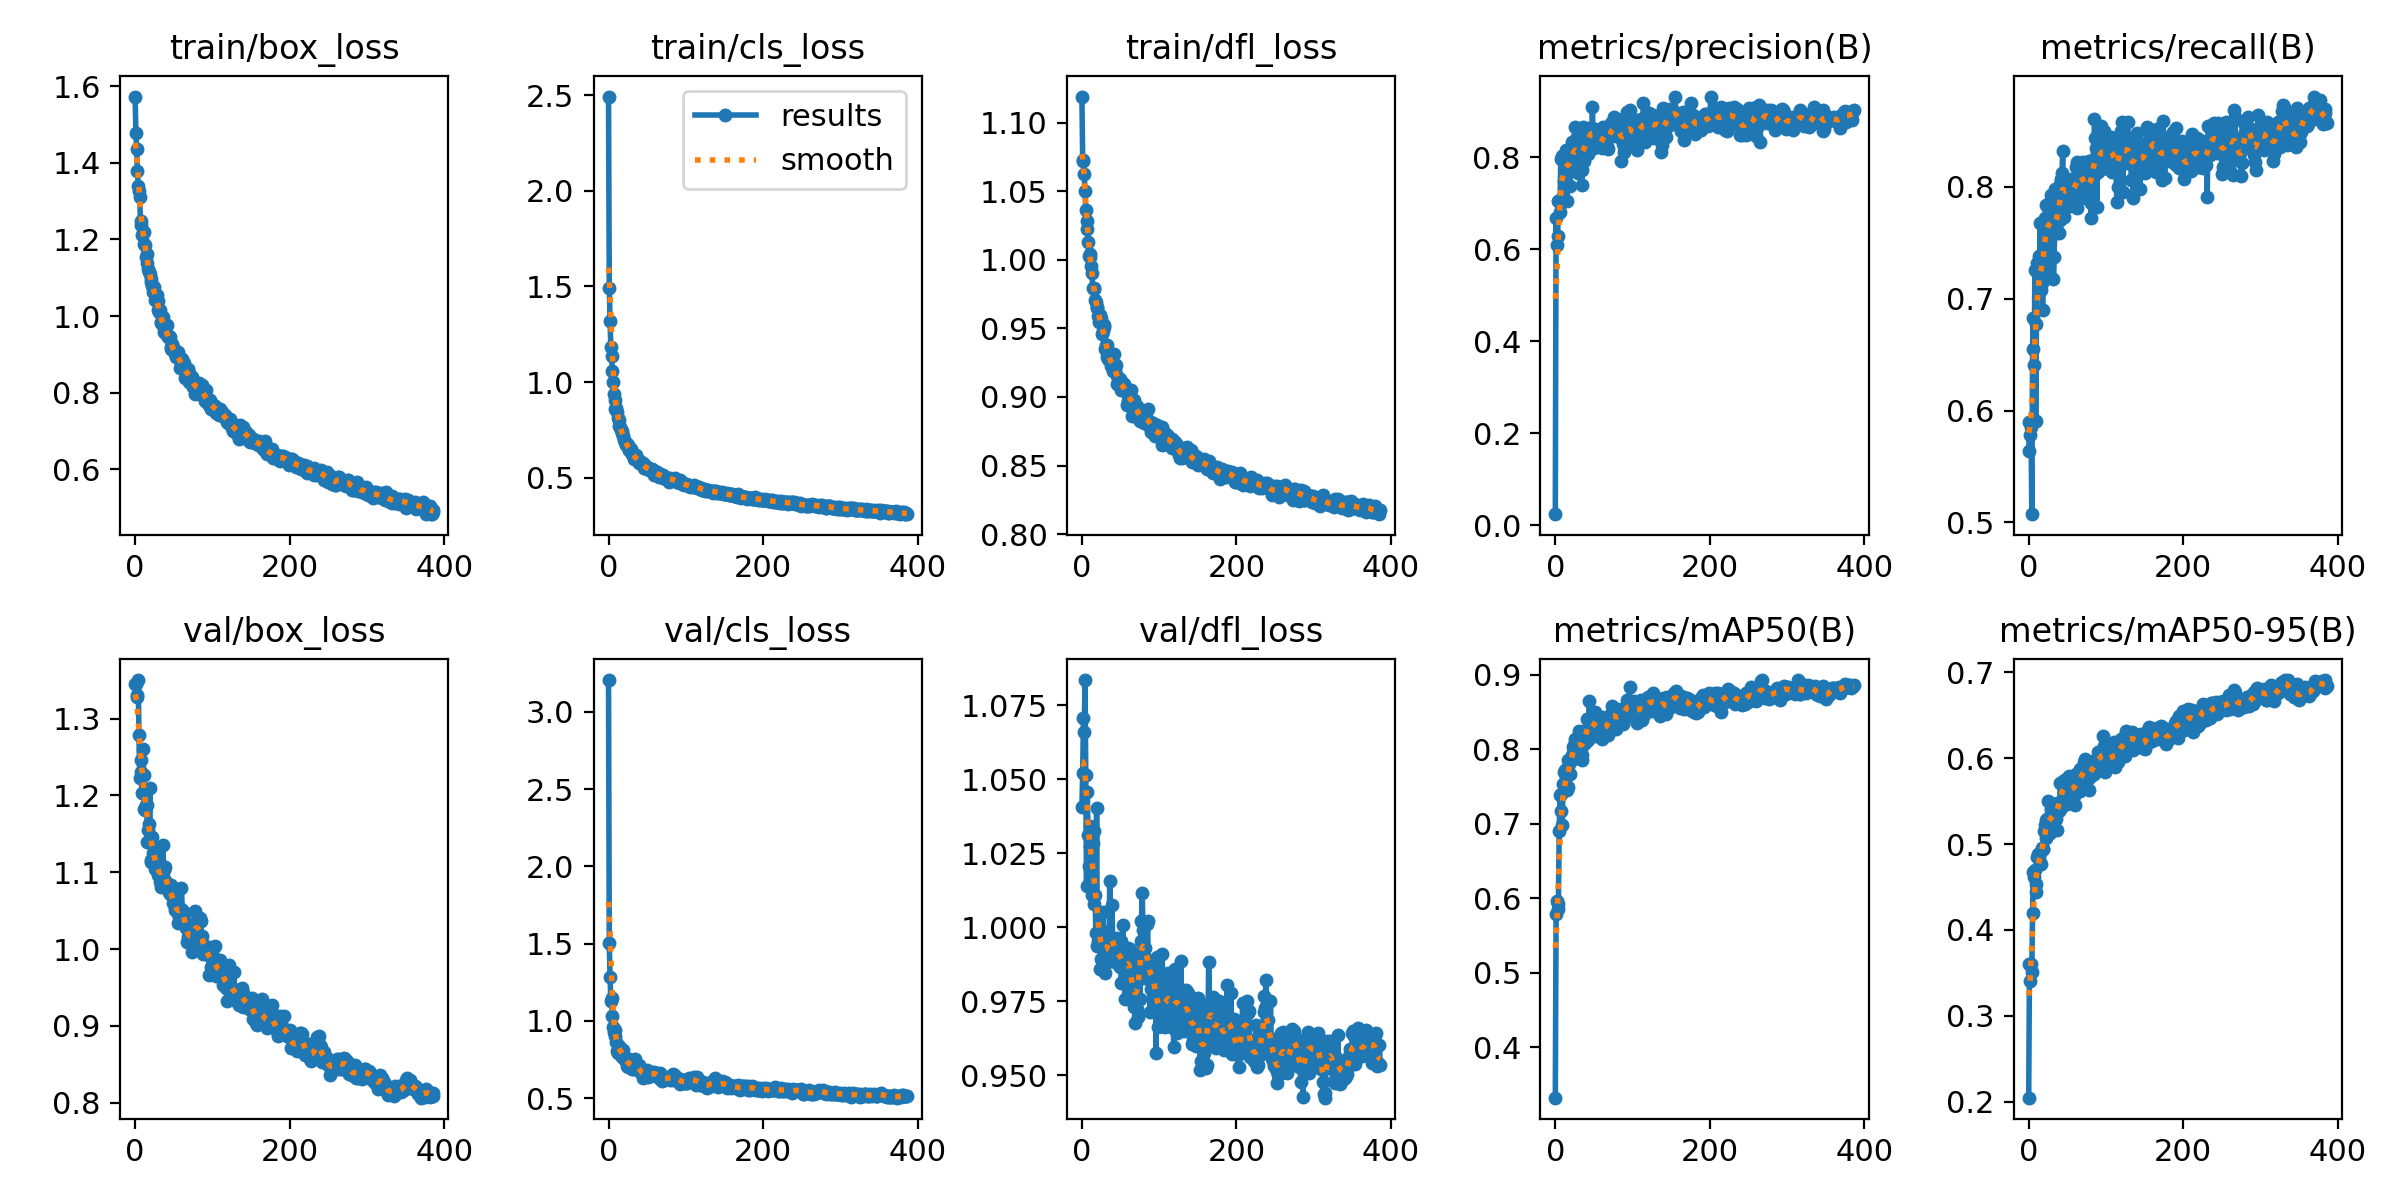 train/box_loss
1.6
1.4
1.2
1.0
0.8
0.6
0 200 400
train/cls_loss
results
smooth
2.5
2.0
1.5
1.0
0.5
0 200 400
train/dfl_loss
1.10
1.05
1.00
0.95
0.90
0.85
0.80
0 200 400
metrics/precision(B)
0.8
0.6
0.4
0.2
0.0
0 200 400
metrics/recall(B)
0.8
0.7
0.6
0.5
0 200 400
val/box_loss
1.3
1.2
1.1
1.0
0.9
0.8
0 200 400
val/cls_loss
3.0
2.5
2.0
1.5
1.0
0.5
0 200 400
val/dfl_loss
1.075
1.050
1.025
1.000
0.975
0.950
0 200 400
metrics/mAP50(B)
0.9
0.8
0.7
0.6
0.5
0.4
0 200 400
metrics/mAP50-95(B)
0.7
0.6
0.5
0.4
0.3
0.2
0 200 400